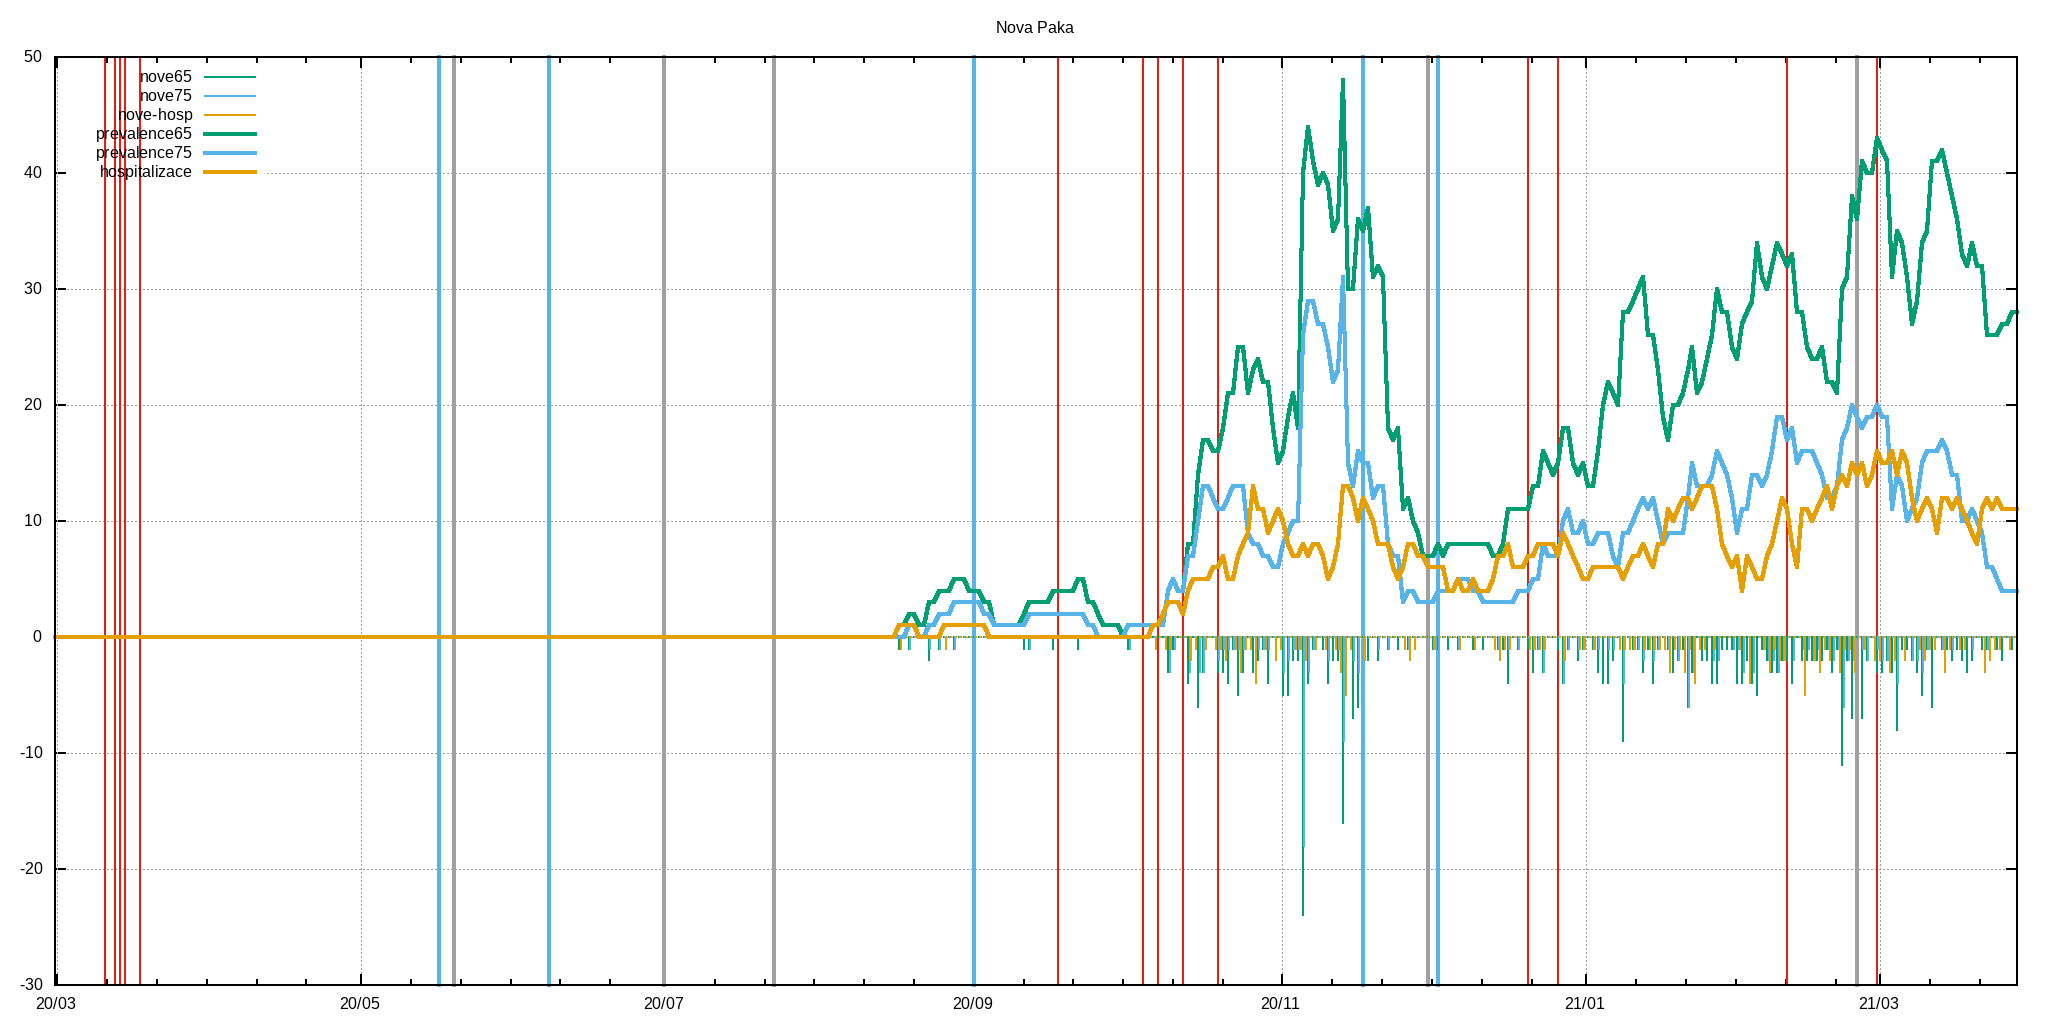 Nova Paka
50
nove65
nove75
nove-hosp
prevalence65
prevalence75
hospitalizace
40
30
20
10
0
-10
-20
-30
20/03 20/05 20/07 20/09 20/11 21/01 21/03